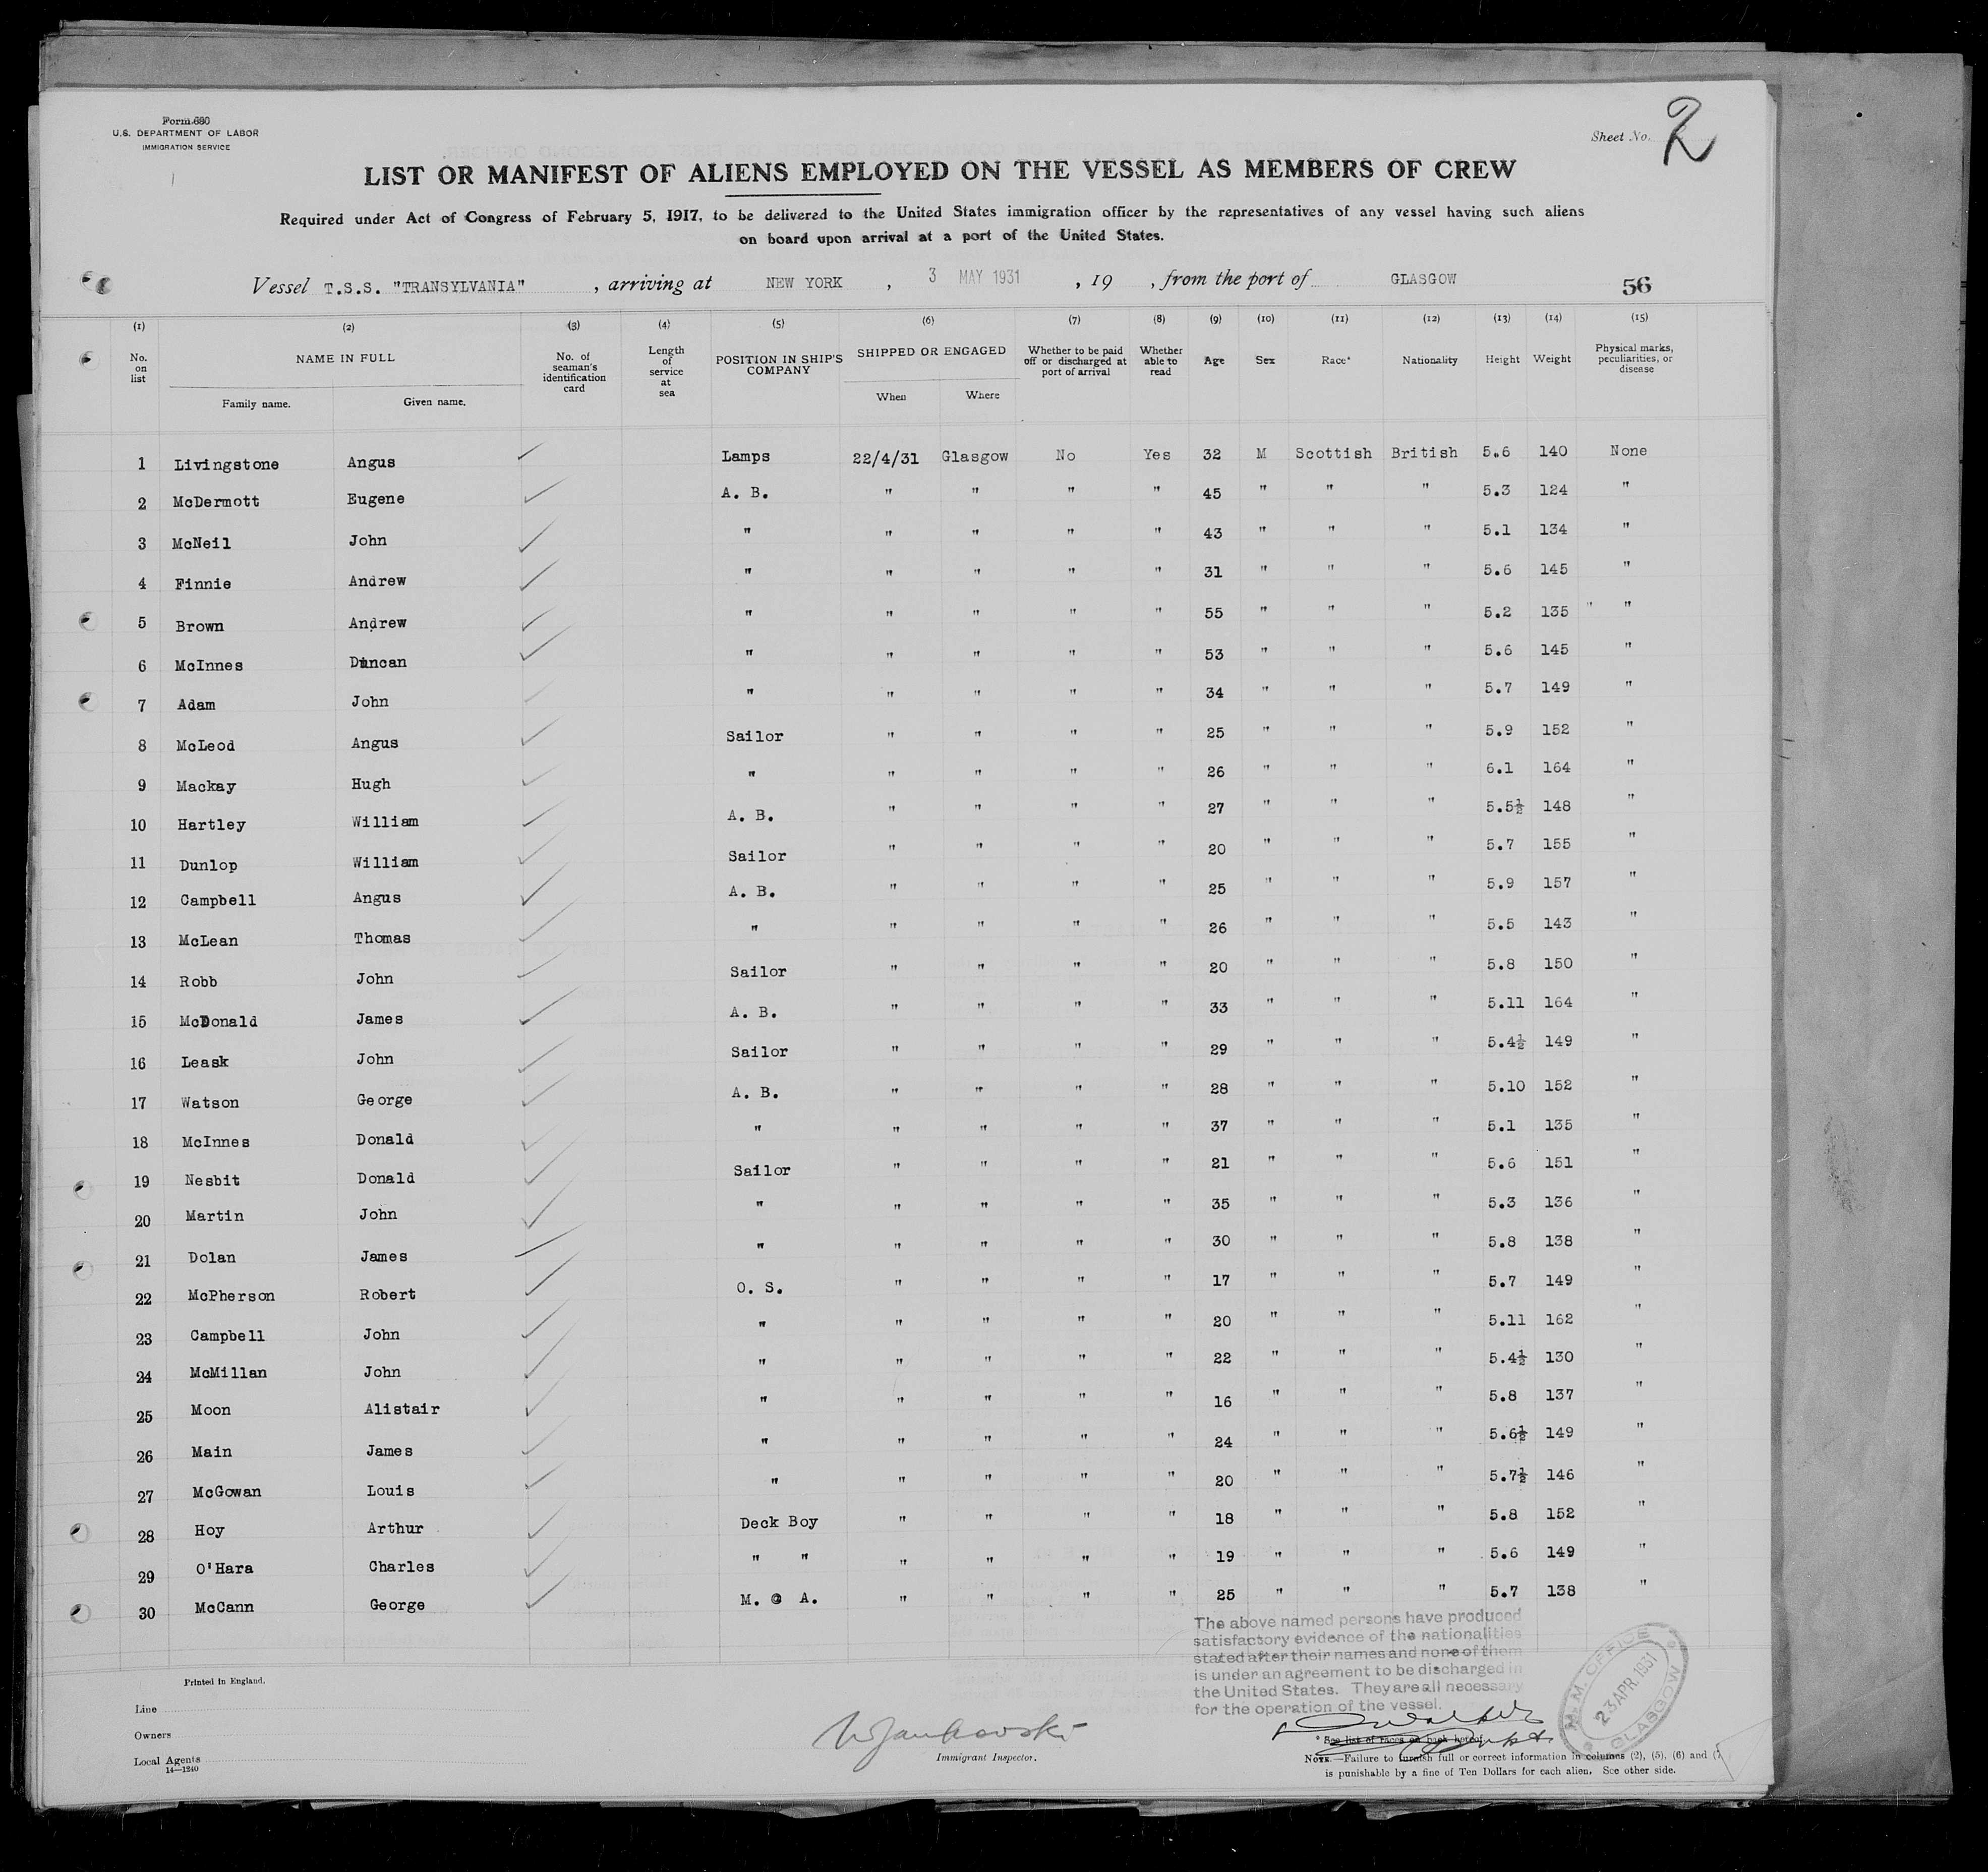 Form 680
U.S. DEPARTMENT OF LABOR
IMMIGRATION SERVICE
Sheet No. 2
LIST OR MANIFEST OF ALIENS EMPLOYED ON THE VESSEL AS MEMBERS OF CREW
Required under Act of Congress of February 5, 1917, to be delivered to the United States immigration officer by the representatives of any vessel having such aliens
on board upon arrival at a port of the United States.
Vessel T.S.S. "TRANSYLVANIA" , arriving at NEW YORK , 3 MAY 1931 , 19 , from the port of GLASGOW 56
(1) (2) (3) (4) (5) (6) (7) (8) (9) (10) (11) (12) (13) (14) (15)
No. on list NAME IN FULL Family name. Given name. No. of seaman's identification card Length of service at sea POSITION IN SHIP'S COMPANY SHIPPED OR ENGAGED When Where Whether to be paid off or discharged at port of arrival Whether able to read Age Sex Race* Nationality Height Weight Physical marks, peculiarities, or disease
1 Livingstone Angus Lamps 22/4/31 Glasgow No Yes 32 M Scottish British 5.6 140 None
2 McDermott Eugene A. B. " " " " 45 " " " 5.3 124 "
3 McNeil John " " " " " 43 " " " 5.1 134 "
4 Finnie Andrew " " " " " 31 " " " 5.6 145 "
5 Brown Andrew " " " " " 55 " " " 5.2 135 " "
6 McInnes Duncan " " " " " 53 " " " 5.6 145 "
7 Adam John " " " " " 34 " " " 5.7 149 "
8 McLeod Angus Sailor " " " " 25 " " " 5.9 152 "
9 Mackay Hugh " " " " " 26 " " " 6.1 164 "
10 Hartley William A. B. " " " " 27 " " " 5.5½ 148 "
11 Dunlop William Sailor " " " " 20 " " " 5.7 155 "
12 Campbell Angus A. B. " " " " 25 " " " 5.9 157 "
13 McLean Thomas " " " " " 26 " " " 5.5 143 "
14 Robb John Sailor " " " " 20 " " " 5.8 150 "
15 McDonald James A. B. " " " " 33 " " " 5.11 164 "
16 Leask John Sailor " " " " 29 " " " 5.4½ 149 "
17 Watson George A. B. " " " " 28 " " " 5.10 152 "
18 McInnes Donald " " " " " 37 " " " 5.1 135 "
19 Nesbit Donald Sailor " " " " 21 " " " 5.6 151 "
20 Martin John " " " " " 35 " " " 5.3 136 "
21 Dolan James " " " " " 30 " " " 5.8 138 "
22 McPherson Robert O. S. " " " " 17 " " " 5.7 149 "
23 Campbell John " " " " " 20 " " " 5.11 162 "
24 McMillan John " " " " " 22 " " " 5.4½ 130 "
25 Moon Alistair " " " " " 16 " " " 5.8 137 "
26 Main James " " " " " 24 " " " 5.6½ 149 "
27 McGowan Louis " " " " " 20 " " " 5.7½ 146 "
28 Hoy Arthur Deck Boy " " " " 18 " " " 5.8 152 "
29 O'Hara Charles " " " " " " 19 " " " 5.6 149 "
30 McCann George M. @ A. " " " " 25 " " " 5.7 138 "
The above named persons have produced
satisfactory evidence of the nationalities
stated after their names and none of them
is under an agreement to be discharged in
the United States. They are all necessary
for the operation of the vessel.
M.M. OFFICE
23 APR. 1931
GLASGOW
Printed in England.
Line
Owners
Local Agents
14—1240
Immigrant Inspector.
* See list of races on back hereof.
NOTE.—Failure to furnish full or correct information in columns (2), (5), (6) and (7
is punishable by a fine of Ten Dollars for each alien. See other side.